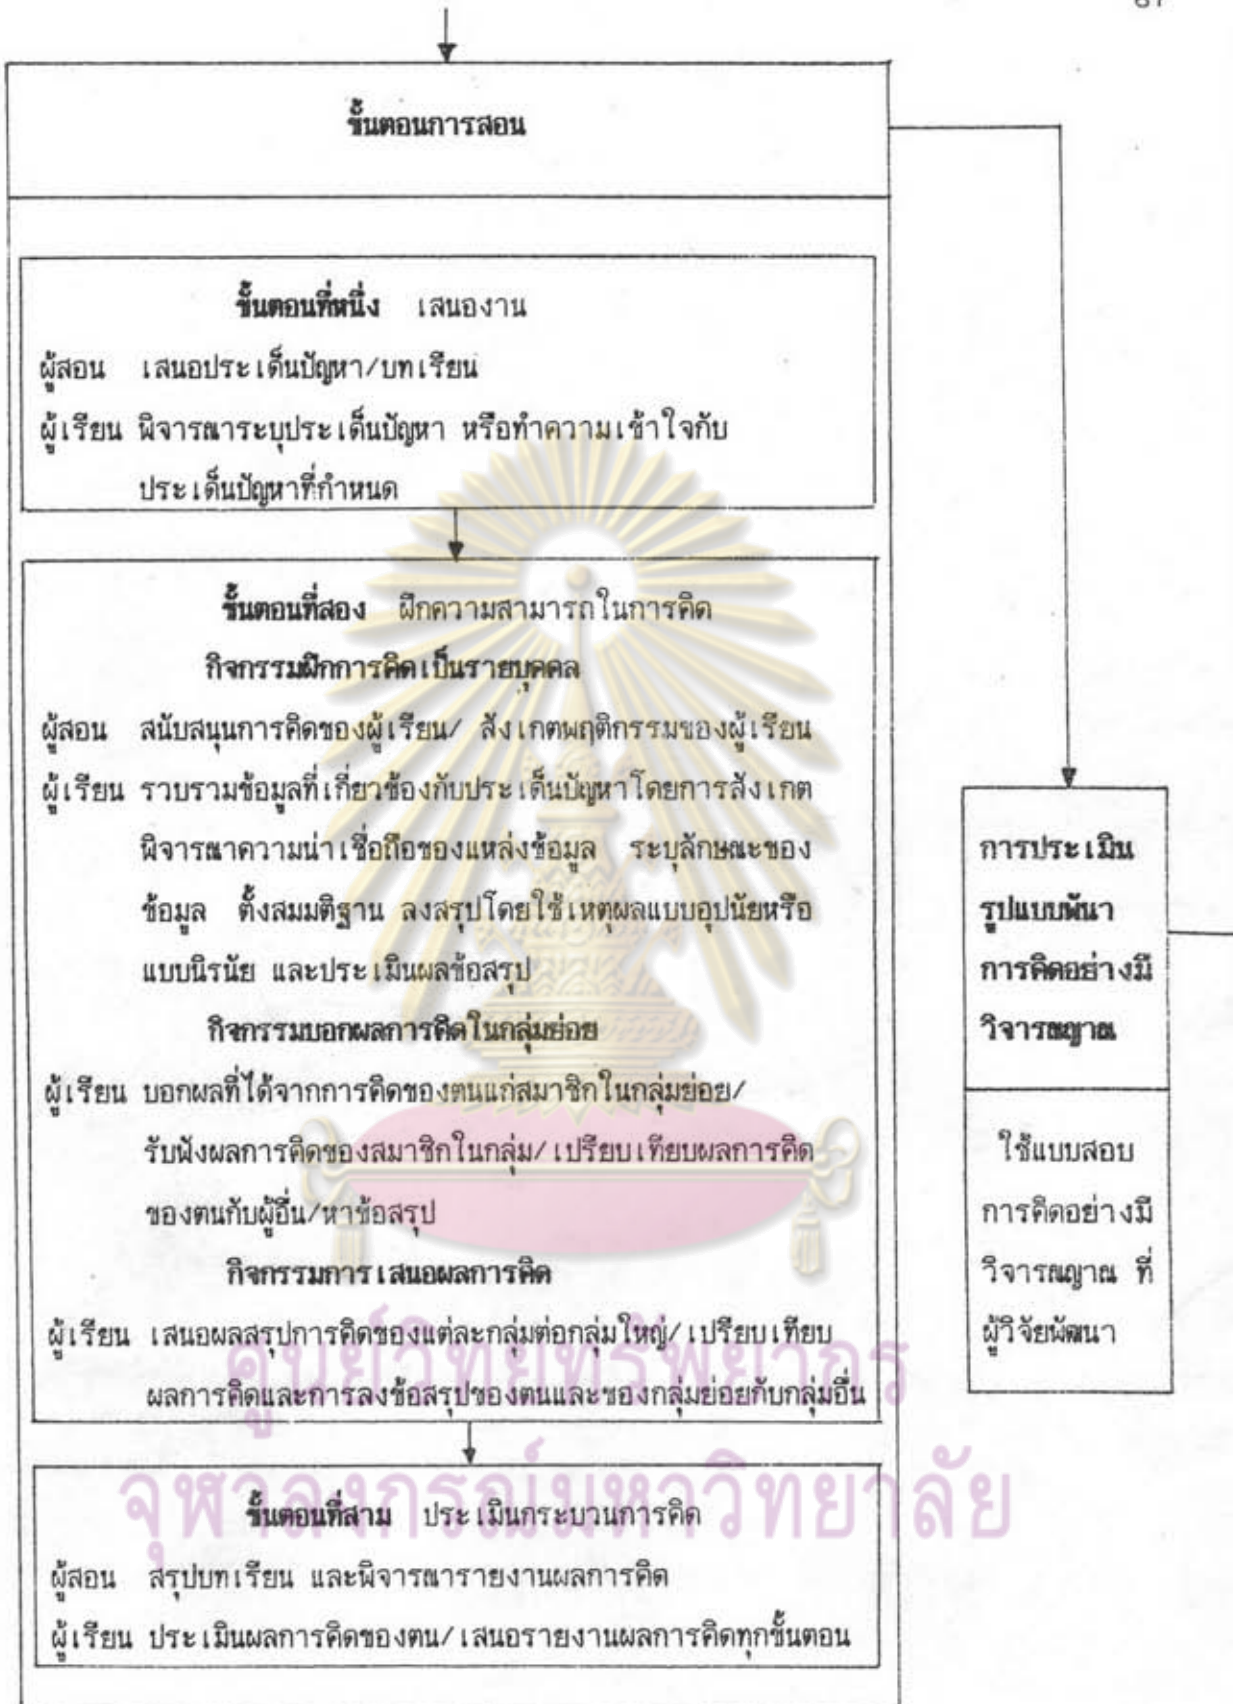 ขั้นตอนการสอน
ขั้นตอนที่หนึ่ง เสนองาน
ผู้สอน เสนอประเด็นปัญหา/บทเรียน
ผู้เรียน พิจารณาระบุประเด็นปัญหา หรือทำความเข้าใจกับ
ประเด็นปัญหาที่กำหนด
ขั้นตอนที่สอง ฝึกความสามารถในการคิด
กิจกรรมฝึกการคิดเป็นรายบุคคล
ผู้สอน สนับสนุนการคิดของผู้เรียน/ สังเกตพฤติกรรมของผู้เรียน
ผู้เรียน รวบรวมข้อมูลที่เกี่ยวข้องกับประเด็นปัญหาโดยการสังเกต
พิจารณาความน่าเชื่อถือของแหล่งข้อมูล ระบุลักษณะของ
ข้อมูล ตั้งสมมติฐาน ลงสรุปโดยใช้เหตุผลแบบอุปนัยหรือ
แบบนิรนัย และประเมินผลข้อสรุป
กิจกรรมบอกผลการคิดในกลุ่มย่อย
ผู้เรียน บอกผลที่ได้จากการคิดของตนแก่สมาชิกในกลุ่มย่อย/
รับฟังผลการคิดของสมาชิกในกลุ่ม/เปรียบเทียบผลการคิด
ของตนกับผู้อื่น/หาข้อสรุป
กิจกรรมการเสนอผลการคิด
ผู้เรียน เสนอผลสรุปการคิดของแต่ละกลุ่มต่อกลุ่มใหญ่/เปรียบเทียบ
ผลการคิดและการลงข้อสรุปของตนและของกลุ่มย่อยกับกลุ่มอื่น
ขั้นตอนที่สาม ประเมินกระบวนการคิด
ผู้สอน สรุปบทเรียน และพิจารณารายงานผลการคิด
ผู้เรียน ประเมินผลการคิดของตน/เสนอรายงานผลการคิดทุกขั้นตอน
การประเมิน
รูปแบบพัฒนา
การคิดอย่างมี
วิจารณญาณ
ใช้แบบสอบ
การคิดอย่างมี
วิจารณญาณ ที่
ผู้วิจัยพัฒนา
ศูนย์วิทยทรัพยากร
จุฬาลงกรณ์มหาวิทยาลัย